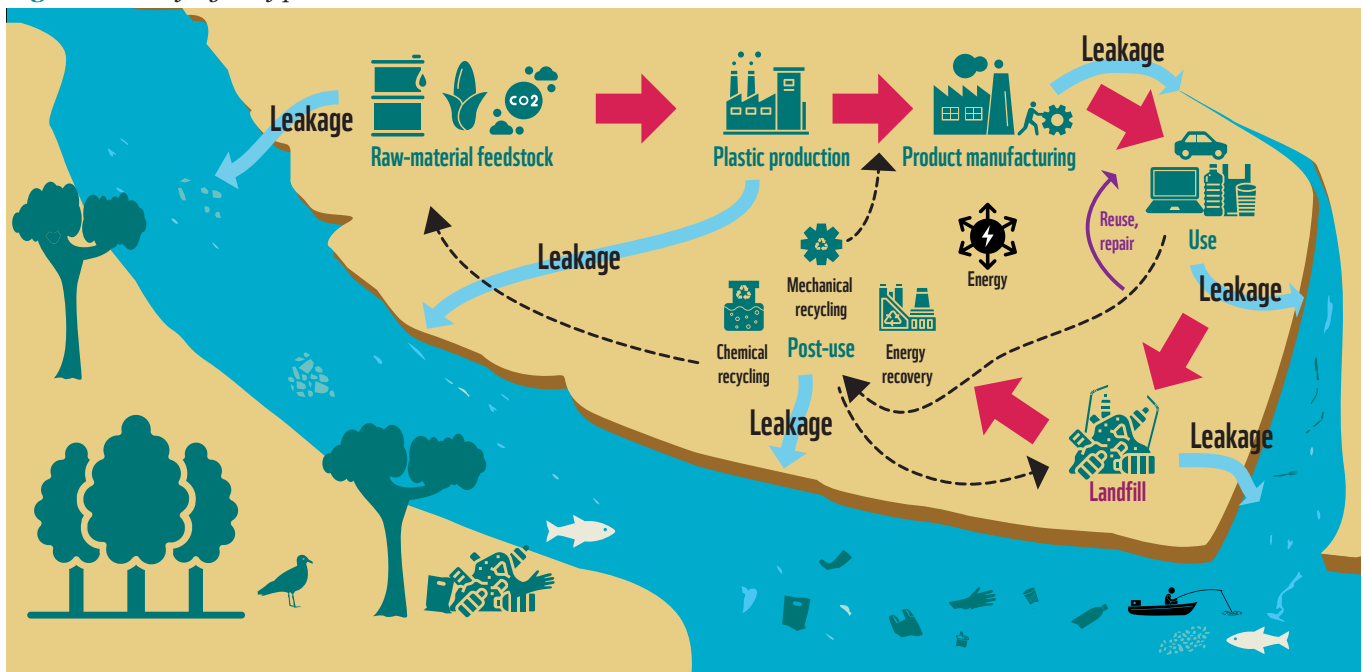 Leakage
CO2
Leakage
Raw-material feedstock
Plastic production
Product manufacturing
Reuse,
repair
Use
Leakage
Energy
Mechanical
recycling
Leakage
Chemical
recycling
Post-use
Energy
recovery
Leakage
Leakage
Landfill